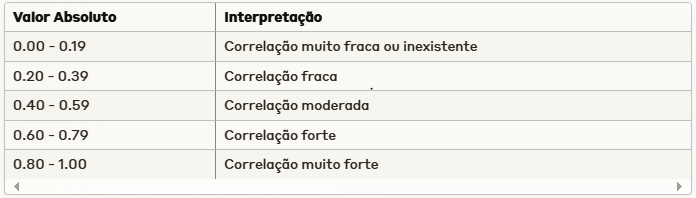 Valor Absoluto Interpretação
0.00 - 0.19 Correlação muito fraca ou inexistente
0.20 - 0.39 Correlação fraca
0.40 - 0.59 Correlação moderada
0.60 - 0.79 Correlação forte
0.80 - 1.00 Correlação muito forte